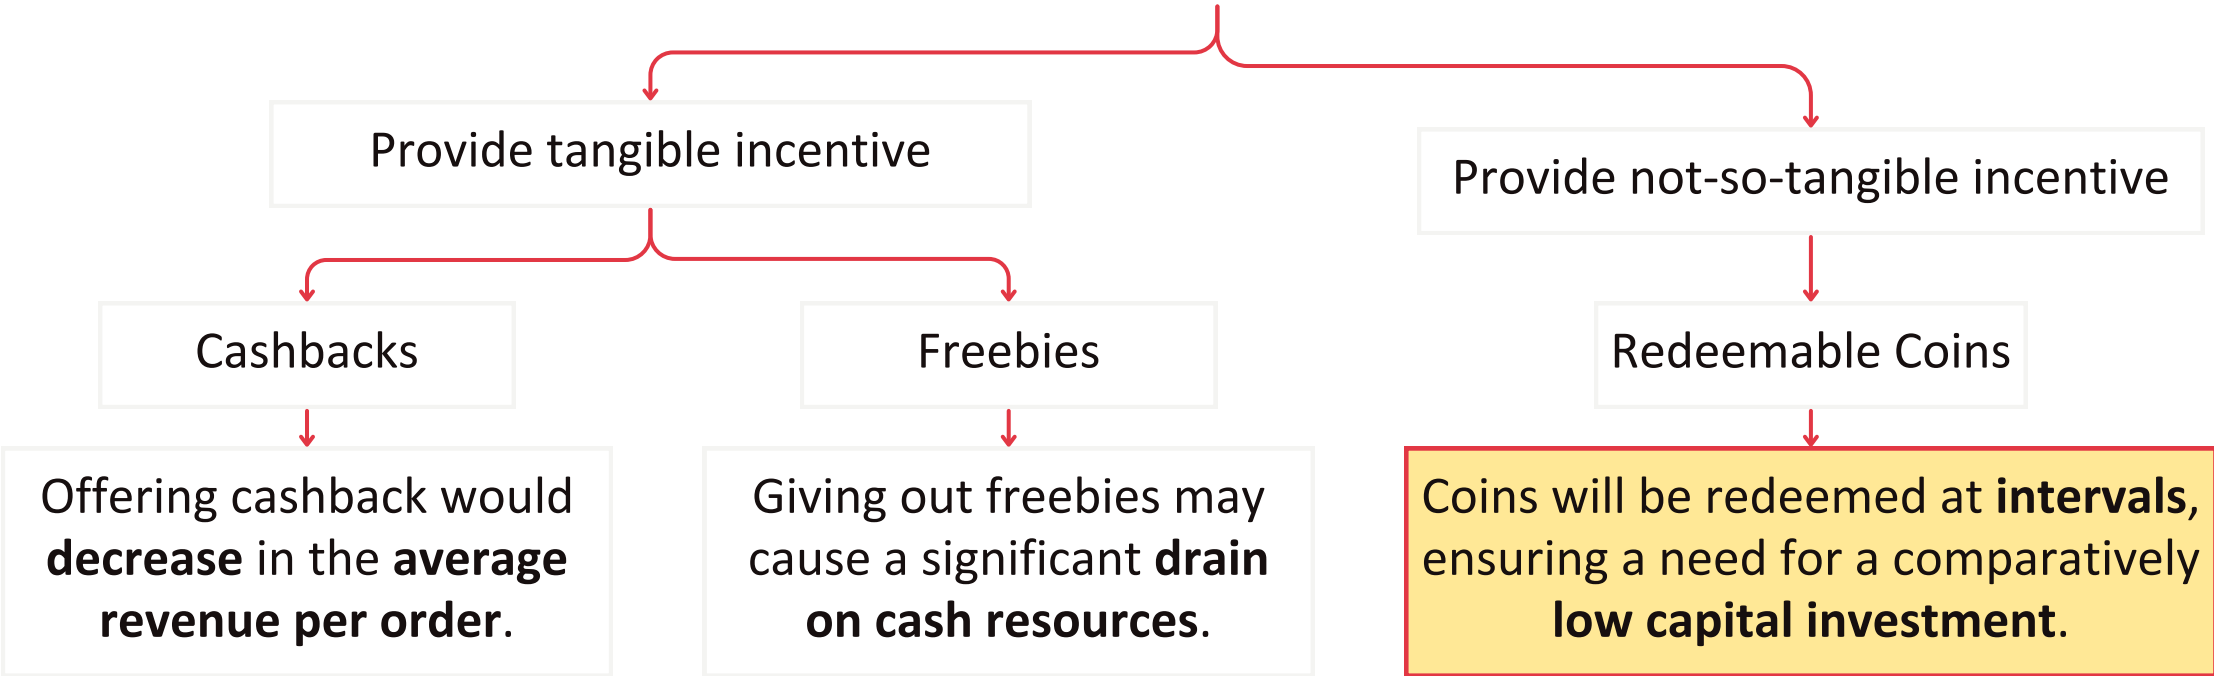 Provide tangible incentive
Provide not-so-tangible incentive
Cashbacks
Freebies
Redeemable Coins
Offering cashback would
decrease in the average
revenue per order.
Giving out freebies may
cause a significant drain
on cash resources.
Coins will be redeemed at intervals,
ensuring a need for a comparatively
low capital investment.